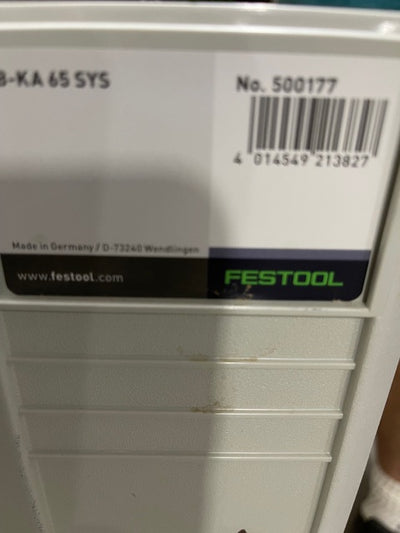 -KA 65 SYS
No. 500177
4 014549 213827
Made in Germany / D-73240 Wendlingen
www.festool.com
FESTOOL